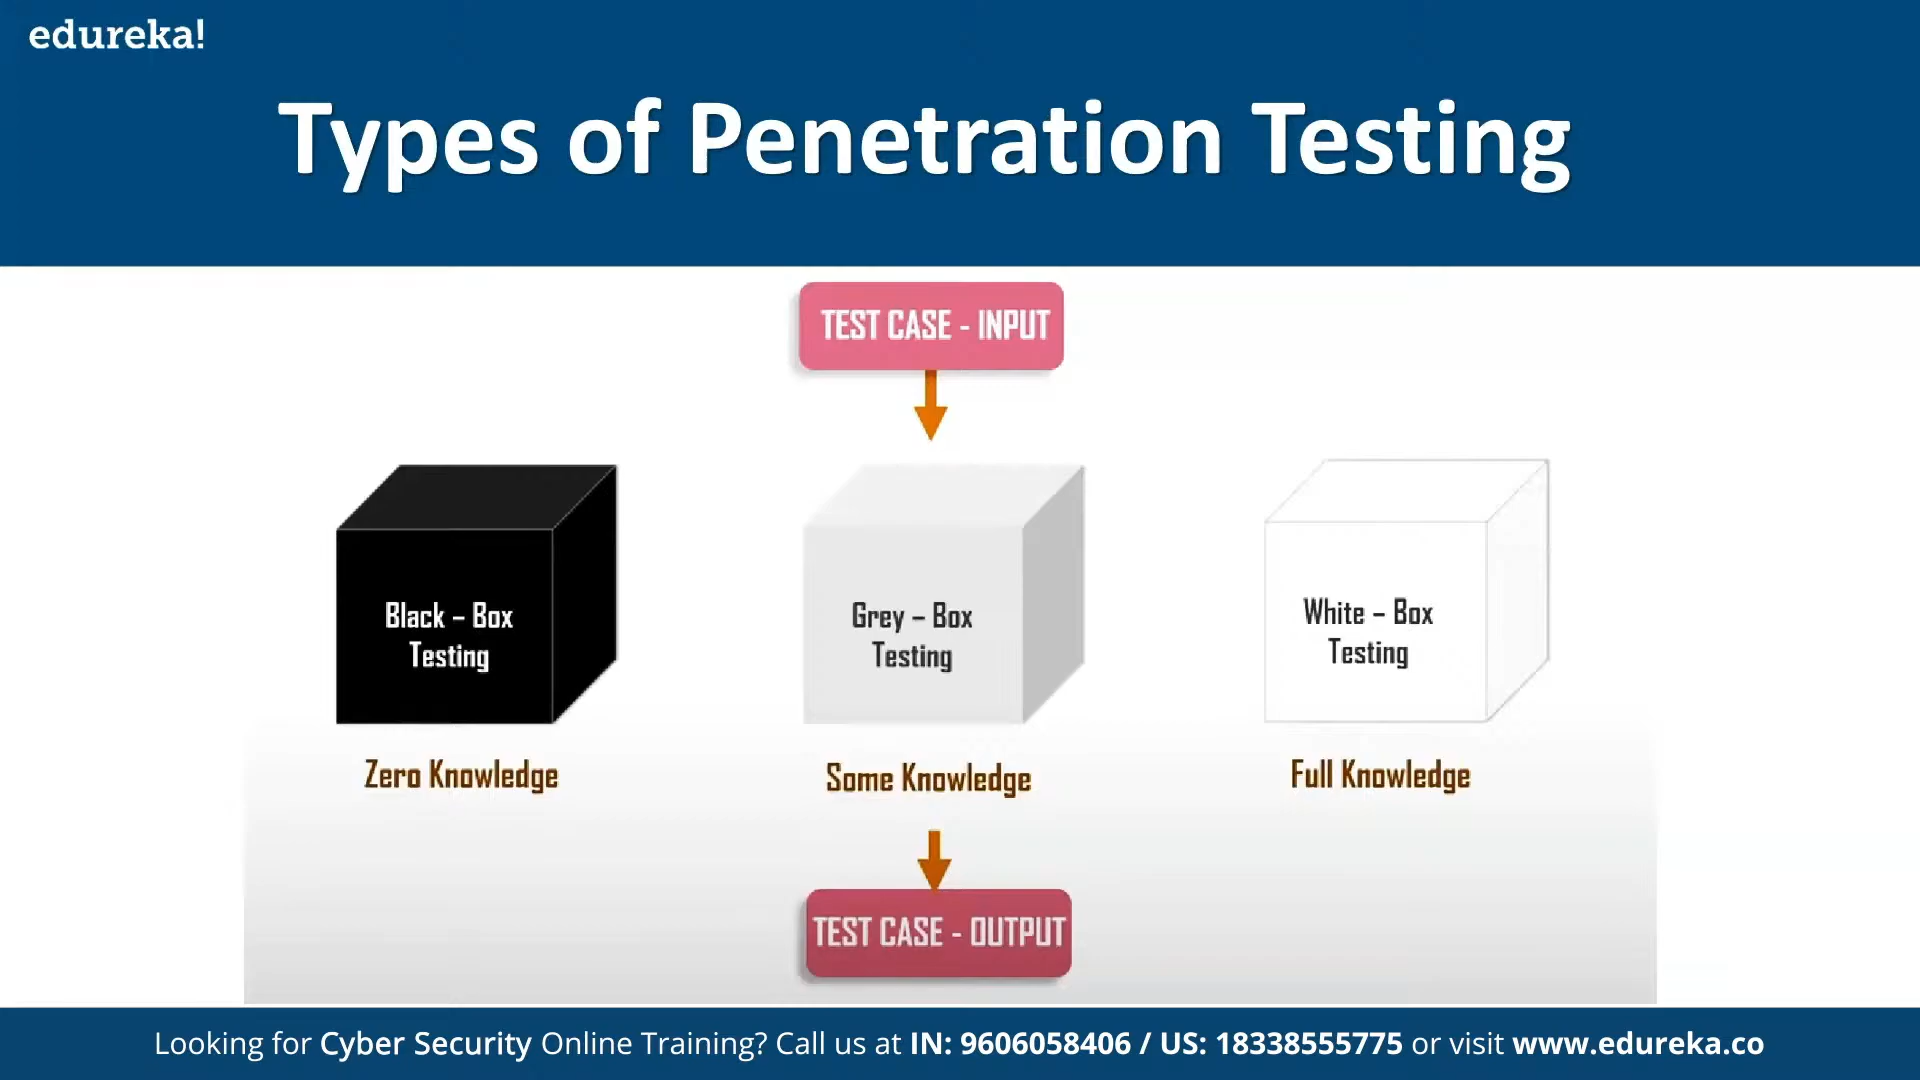 edureka!
Types of Penetration Testing
TEST CASE - INPUT
Black – Box
Testing
Grey – Box
Testing
White – Box
Testing
Zero Knowledge
Some Knowledge
Full Knowledge
TEST CASE - OUTPUT
Looking for Cyber Security Online Training? Call us at IN: 9606058406 / US: 18338555775 or visit www.edureka.co